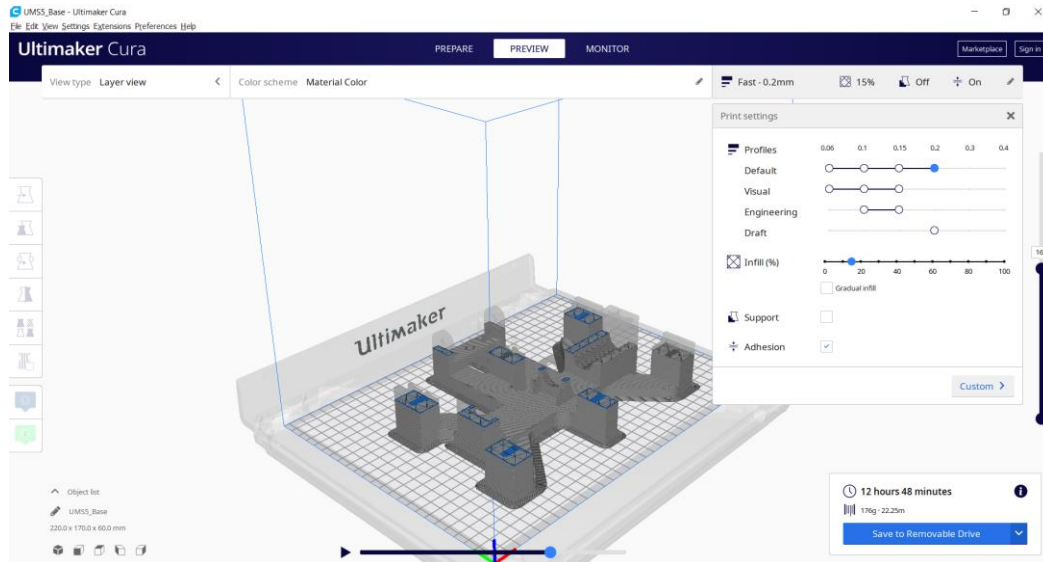 UMS5_Base - Ultimaker Cura
File Edit View Settings Extensions Preferences Help
Ultimaker Cura
PREPARE
PREVIEW
MONITOR
Marketplace
Sign in
View type Layer view
Color scheme Material Color
Fast - 0.2mm
15%
Off
On
Print settings
Profiles
0.06 0.1 0.15 0.2 0.3 0.4
Default
Visual
Engineering
Draft
Infill (%)
0 20 40 60 80 100
Gradual infill
Support
Adhesion
Custom
Ultimaker
Object list
UMS5_Base
220.0 x 170.0 x 60.0 mm
12 hours 48 minutes
176g · 22.25m
Save to Removable Drive